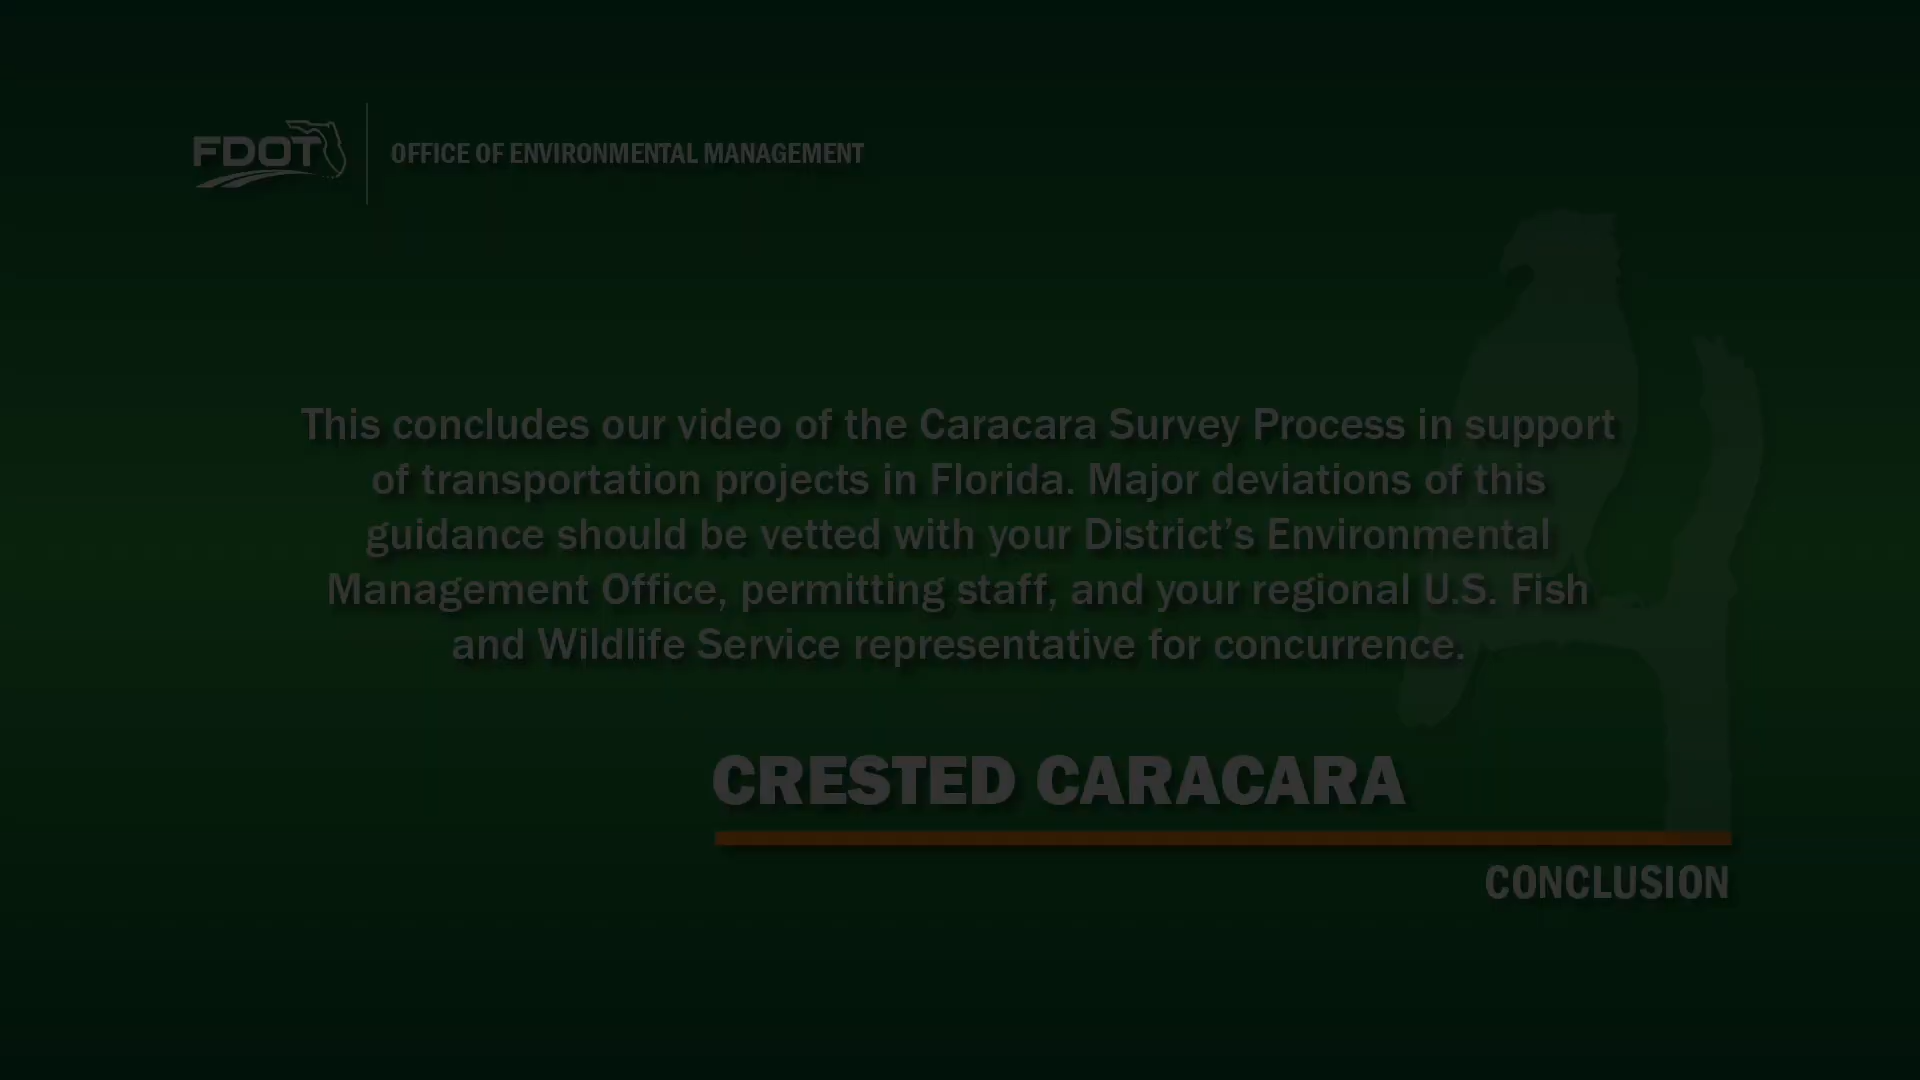 FDOT
OFFICE OF ENVIRONMENTAL MANAGEMENT
This concludes our video of the Caracara Survey Process in support
of transportation projects in Florida. Major deviations of this
guidance should be vetted with your District’s Environmental
Management Office, permitting staff, and your regional U.S. Fish
and Wildlife Service representative for concurrence.
CRESTED CARACARA
CONCLUSION